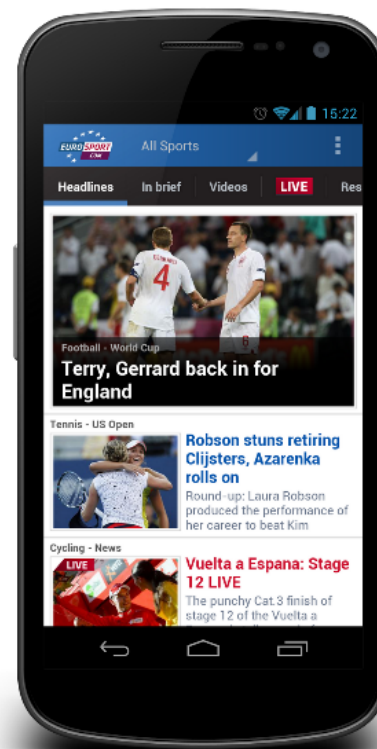 15:22
EUROSPORT
.COM
All Sports
Headlines In brief Videos LIVE Res
4
6
Football - World Cup
Terry, Gerrard back in for
England
Tennis - US Open
Robson stuns retiring
Clijsters, Azarenka
rolls on
Round-up: Laura Robson
produced the performance of
her career to beat Kim
Cycling - News
LIVE
Vuelta a Espana: Stage
12 LIVE
The punchy Cat.3 finish of
stage 12 of the Vuelta a